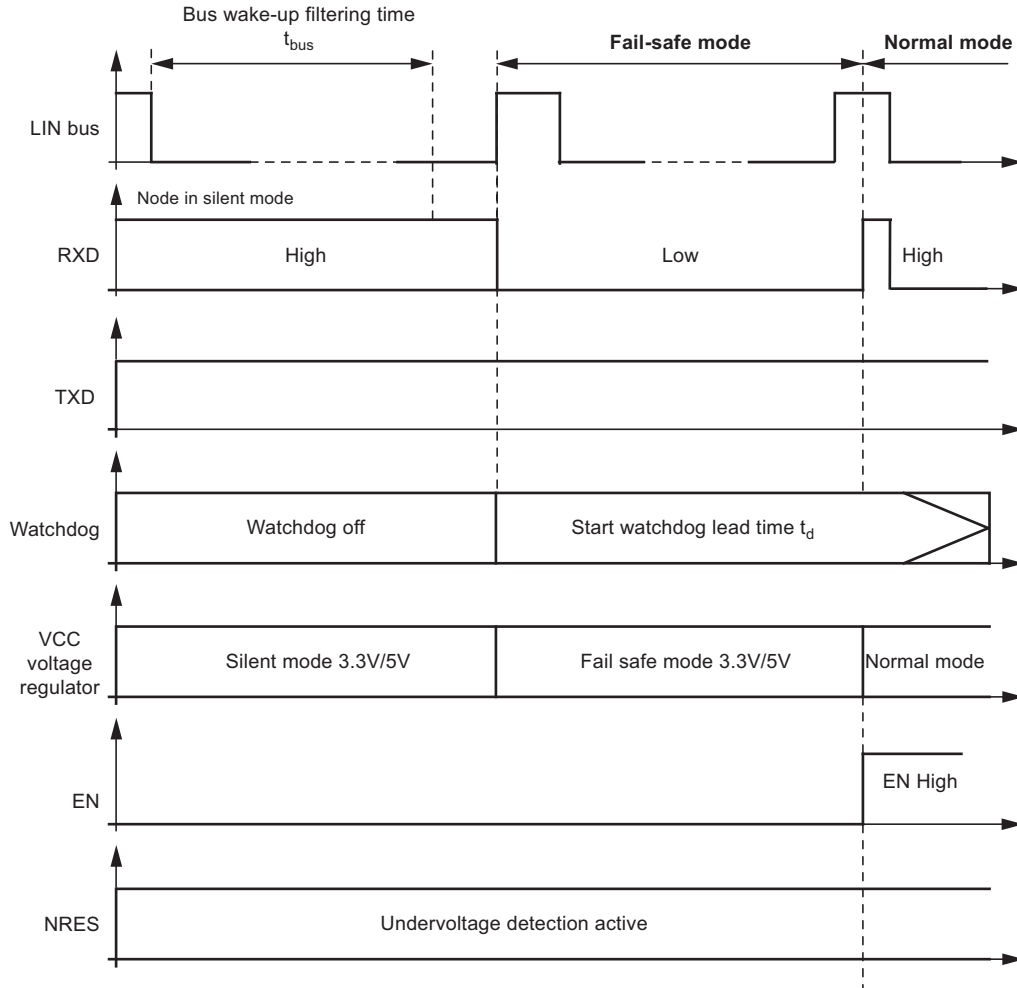 Bus wake-up filtering time
tbus
Fail-safe mode
Normal mode
LIN bus
Node in silent mode
RXD
High
Low
High
TXD
Watchdog
Watchdog off
Start watchdog lead time td
VCC
voltage
regulator
Silent mode 3.3V/5V
Fail safe mode 3.3V/5V
Normal mode
EN
EN High
NRES
Undervoltage detection active